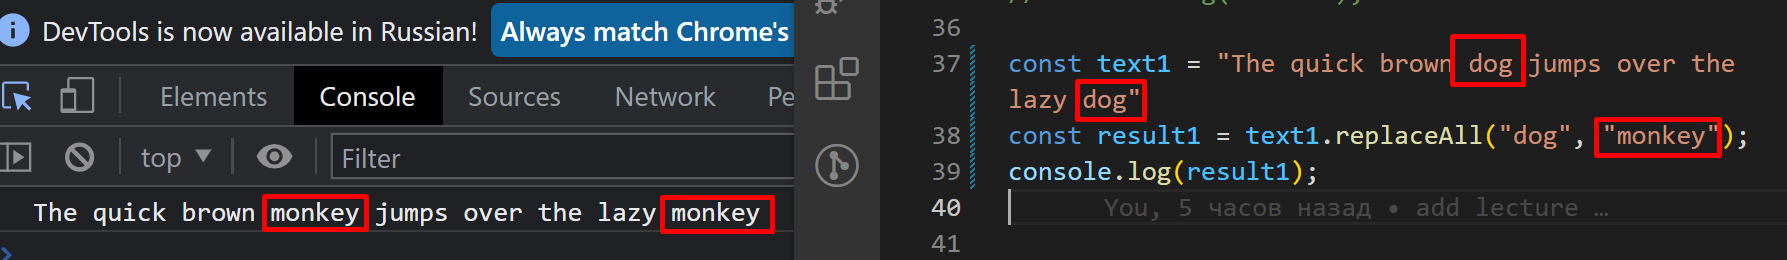 DevTools is now available in Russian! Always match Chrome's
Elements Console Sources Network Pe
top Filter
The quick brown monkey jumps over the lazy monkey
36
37 const text1 = "The quick brown dog jumps over the
lazy dog"
38 const result1 = text1.replaceAll("dog", "monkey");
39 console.log(result1);
40 You, 5 часов назад • add lecture …
41